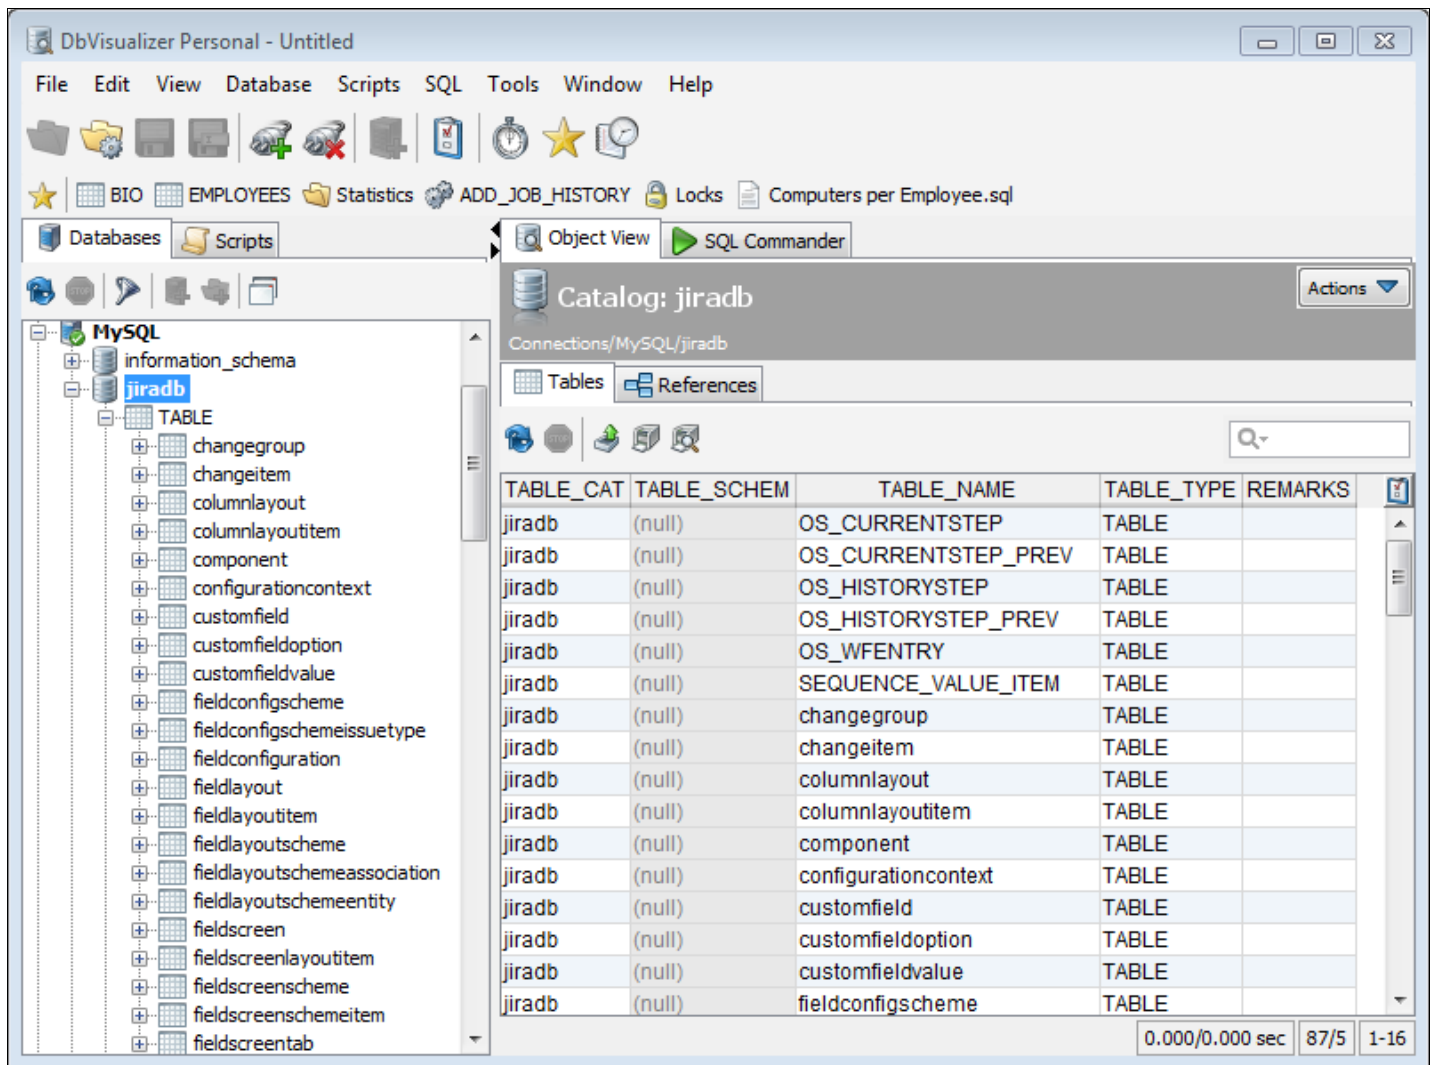 DbVisualizer Personal - Untitled
File Edit View Database Scripts SQL Tools Window Help
BIO EMPLOYEES Statistics ADD_JOB_HISTORY Locks Computers per Employee.sql
Databases Scripts
Object View SQL Commander
Catalog: jiradb
Actions
Connections/MySQL/jiradb
Tables References
MySQL
information_schema
jiradb
TABLE
changegroup
changeitem
columnlayout
columnlayoutitem
component
configurationcontext
customfield
customfieldoption
customfieldvalue
fieldconfigscheme
fieldconfigschemeissuetype
fieldconfiguration
fieldlayout
fieldlayoutitem
fieldlayoutscheme
fieldlayoutschemeassociation
fieldlayoutschemeentity
fieldscreen
fieldscreenlayoutitem
fieldscreenscheme
fieldscreenschemeitem
fieldscreentab
TABLE_CAT TABLE_SCHEM TABLE_NAME TABLE_TYPE REMARKS
jiradb (null) OS_CURRENTSTEP TABLE
jiradb (null) OS_CURRENTSTEP_PREV TABLE
jiradb (null) OS_HISTORYSTEP TABLE
jiradb (null) OS_HISTORYSTEP_PREV TABLE
jiradb (null) OS_WFENTRY TABLE
jiradb (null) SEQUENCE_VALUE_ITEM TABLE
jiradb (null) changegroup TABLE
jiradb (null) changeitem TABLE
jiradb (null) columnlayout TABLE
jiradb (null) columnlayoutitem TABLE
jiradb (null) component TABLE
jiradb (null) configurationcontext TABLE
jiradb (null) customfield TABLE
jiradb (null) customfieldoption TABLE
jiradb (null) customfieldvalue TABLE
jiradb (null) fieldconfigscheme TABLE
0.000/0.000 sec 87/5 1-16